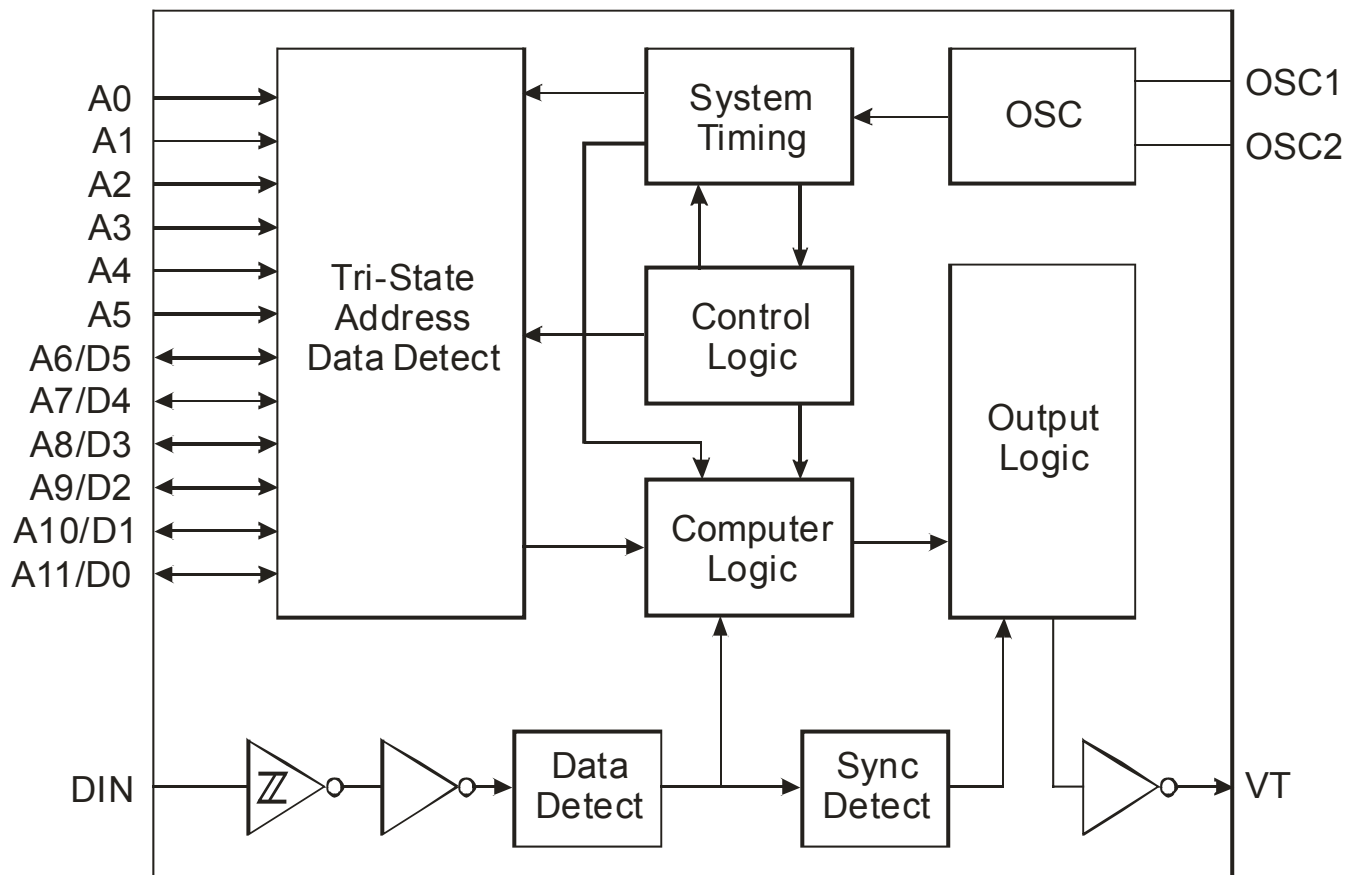 A0
A1
A2
A3
A4
A5
A6/D5
A7/D4
A8/D3
A9/D2
A10/D1
A11/D0
DIN
Tri-State
Address
Data Detect
System
Timing
OSC
OSC1
OSC2
Control
Logic
Computer
Logic
Output
Logic
Data
Detect
Sync
Detect
VT